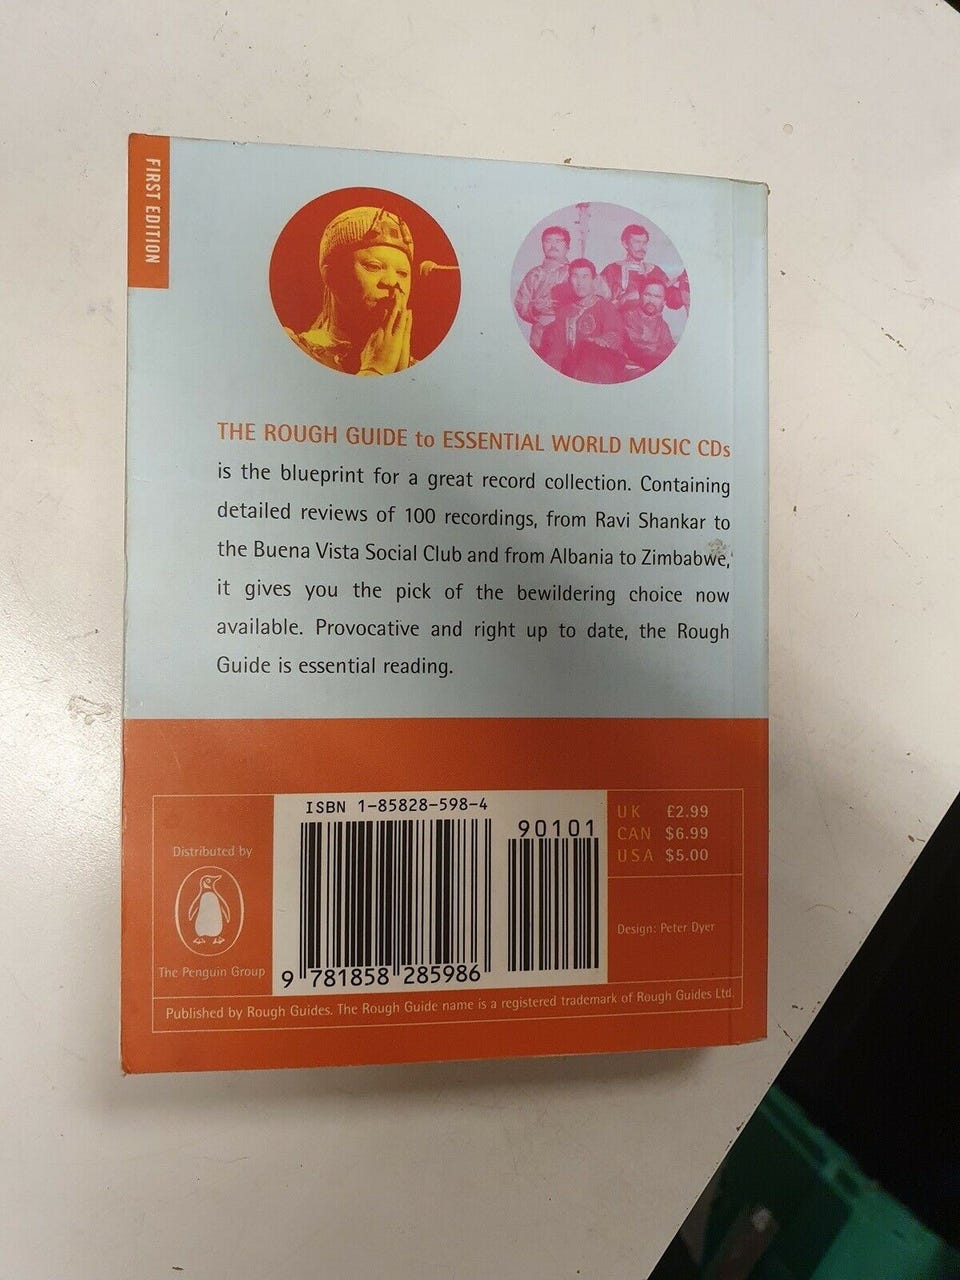 FIRST EDITION
THE ROUGH GUIDE to ESSENTIAL WORLD MUSIC CDs
is the blueprint for a great record collection. Containing
detailed reviews of 100 recordings, from Ravi Shankar to
the Buena Vista Social Club and from Albania to Zimbabwe,
it gives you the pick of the bewildering choice now
available. Provocative and right up to date, the Rough
Guide is essential reading.
ISBN 1-85828-598-4
90101
9 781858 285986
UK £2.99
CAN $6.99
USA $5.00
Distributed by
The Penguin Group
Design: Peter Dyer
Published by Rough Guides. The Rough Guide name is a registered trademark of Rough Guides Ltd.